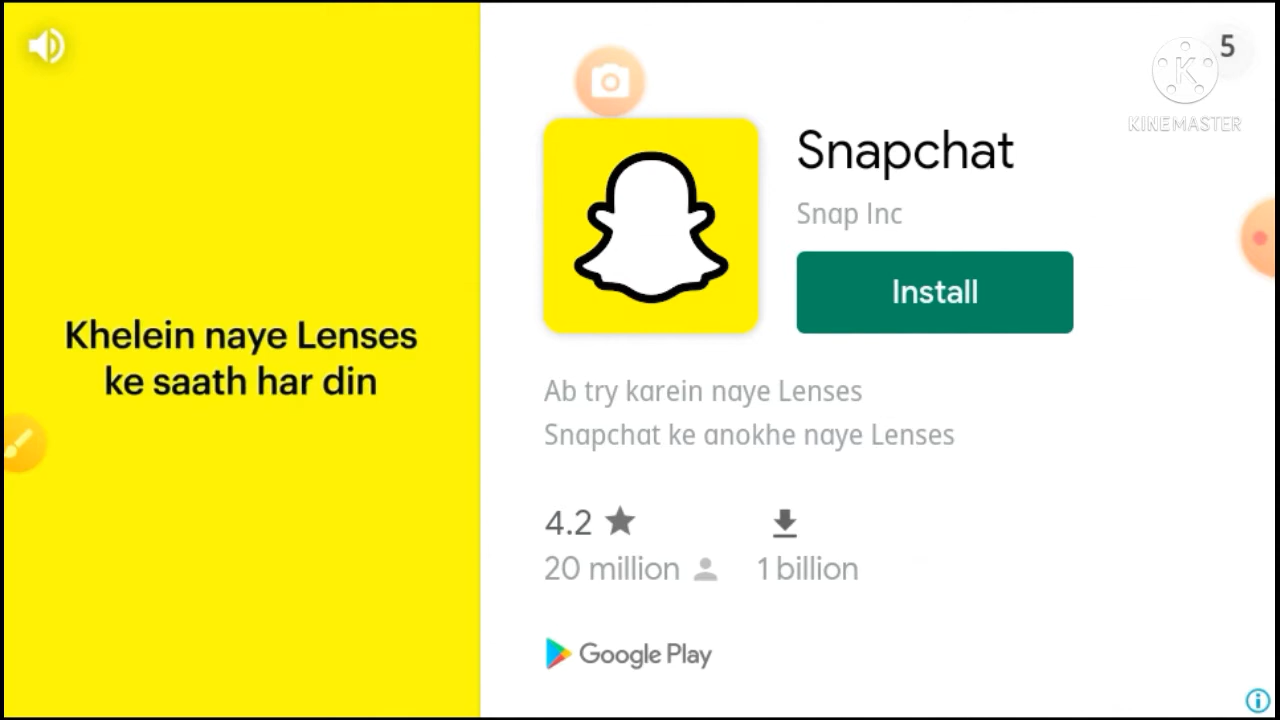 5
KINEMASTER
Snapchat
Snap Inc
Install
Khelein naye Lenses
ke saath har din
Ab try karein naye Lenses
Snapchat ke anokhe naye Lenses
4.2
20 million
1 billion
Google Play